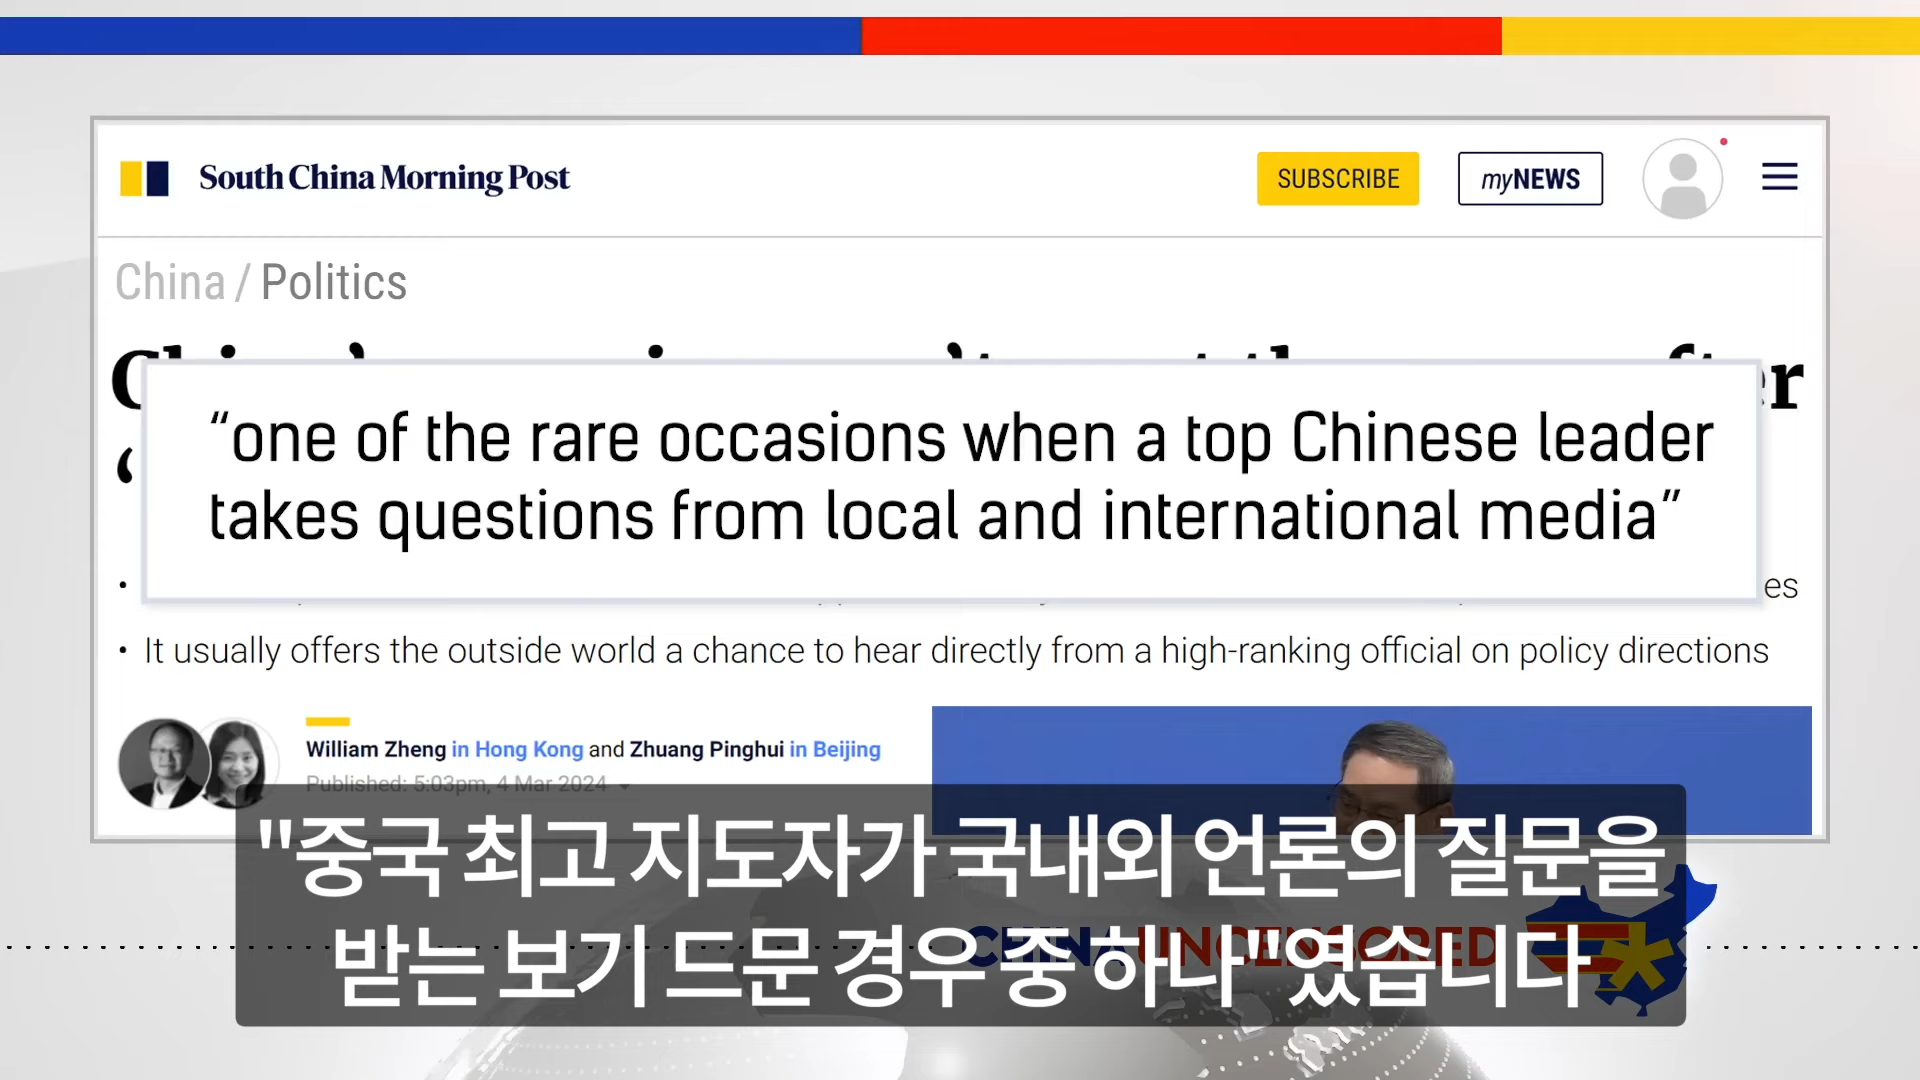 South China Morning Post
SUBSCRIBE
myNEWS
China / Politics
“one of the rare occasions when a top Chinese leader
takes questions from local and international media”
es
• It usually offers the outside world a chance to hear directly from a high-ranking official on policy directions
William Zheng in Hong Kong and Zhuang Pinghui in Beijing
Published: 5:03pm, 4 Mar 2024
"중국 최고 지도자가 국내외 언론의 질문을
받는 보기 드문 경우 중 하나"였습니다
CHINA UNCENSORED